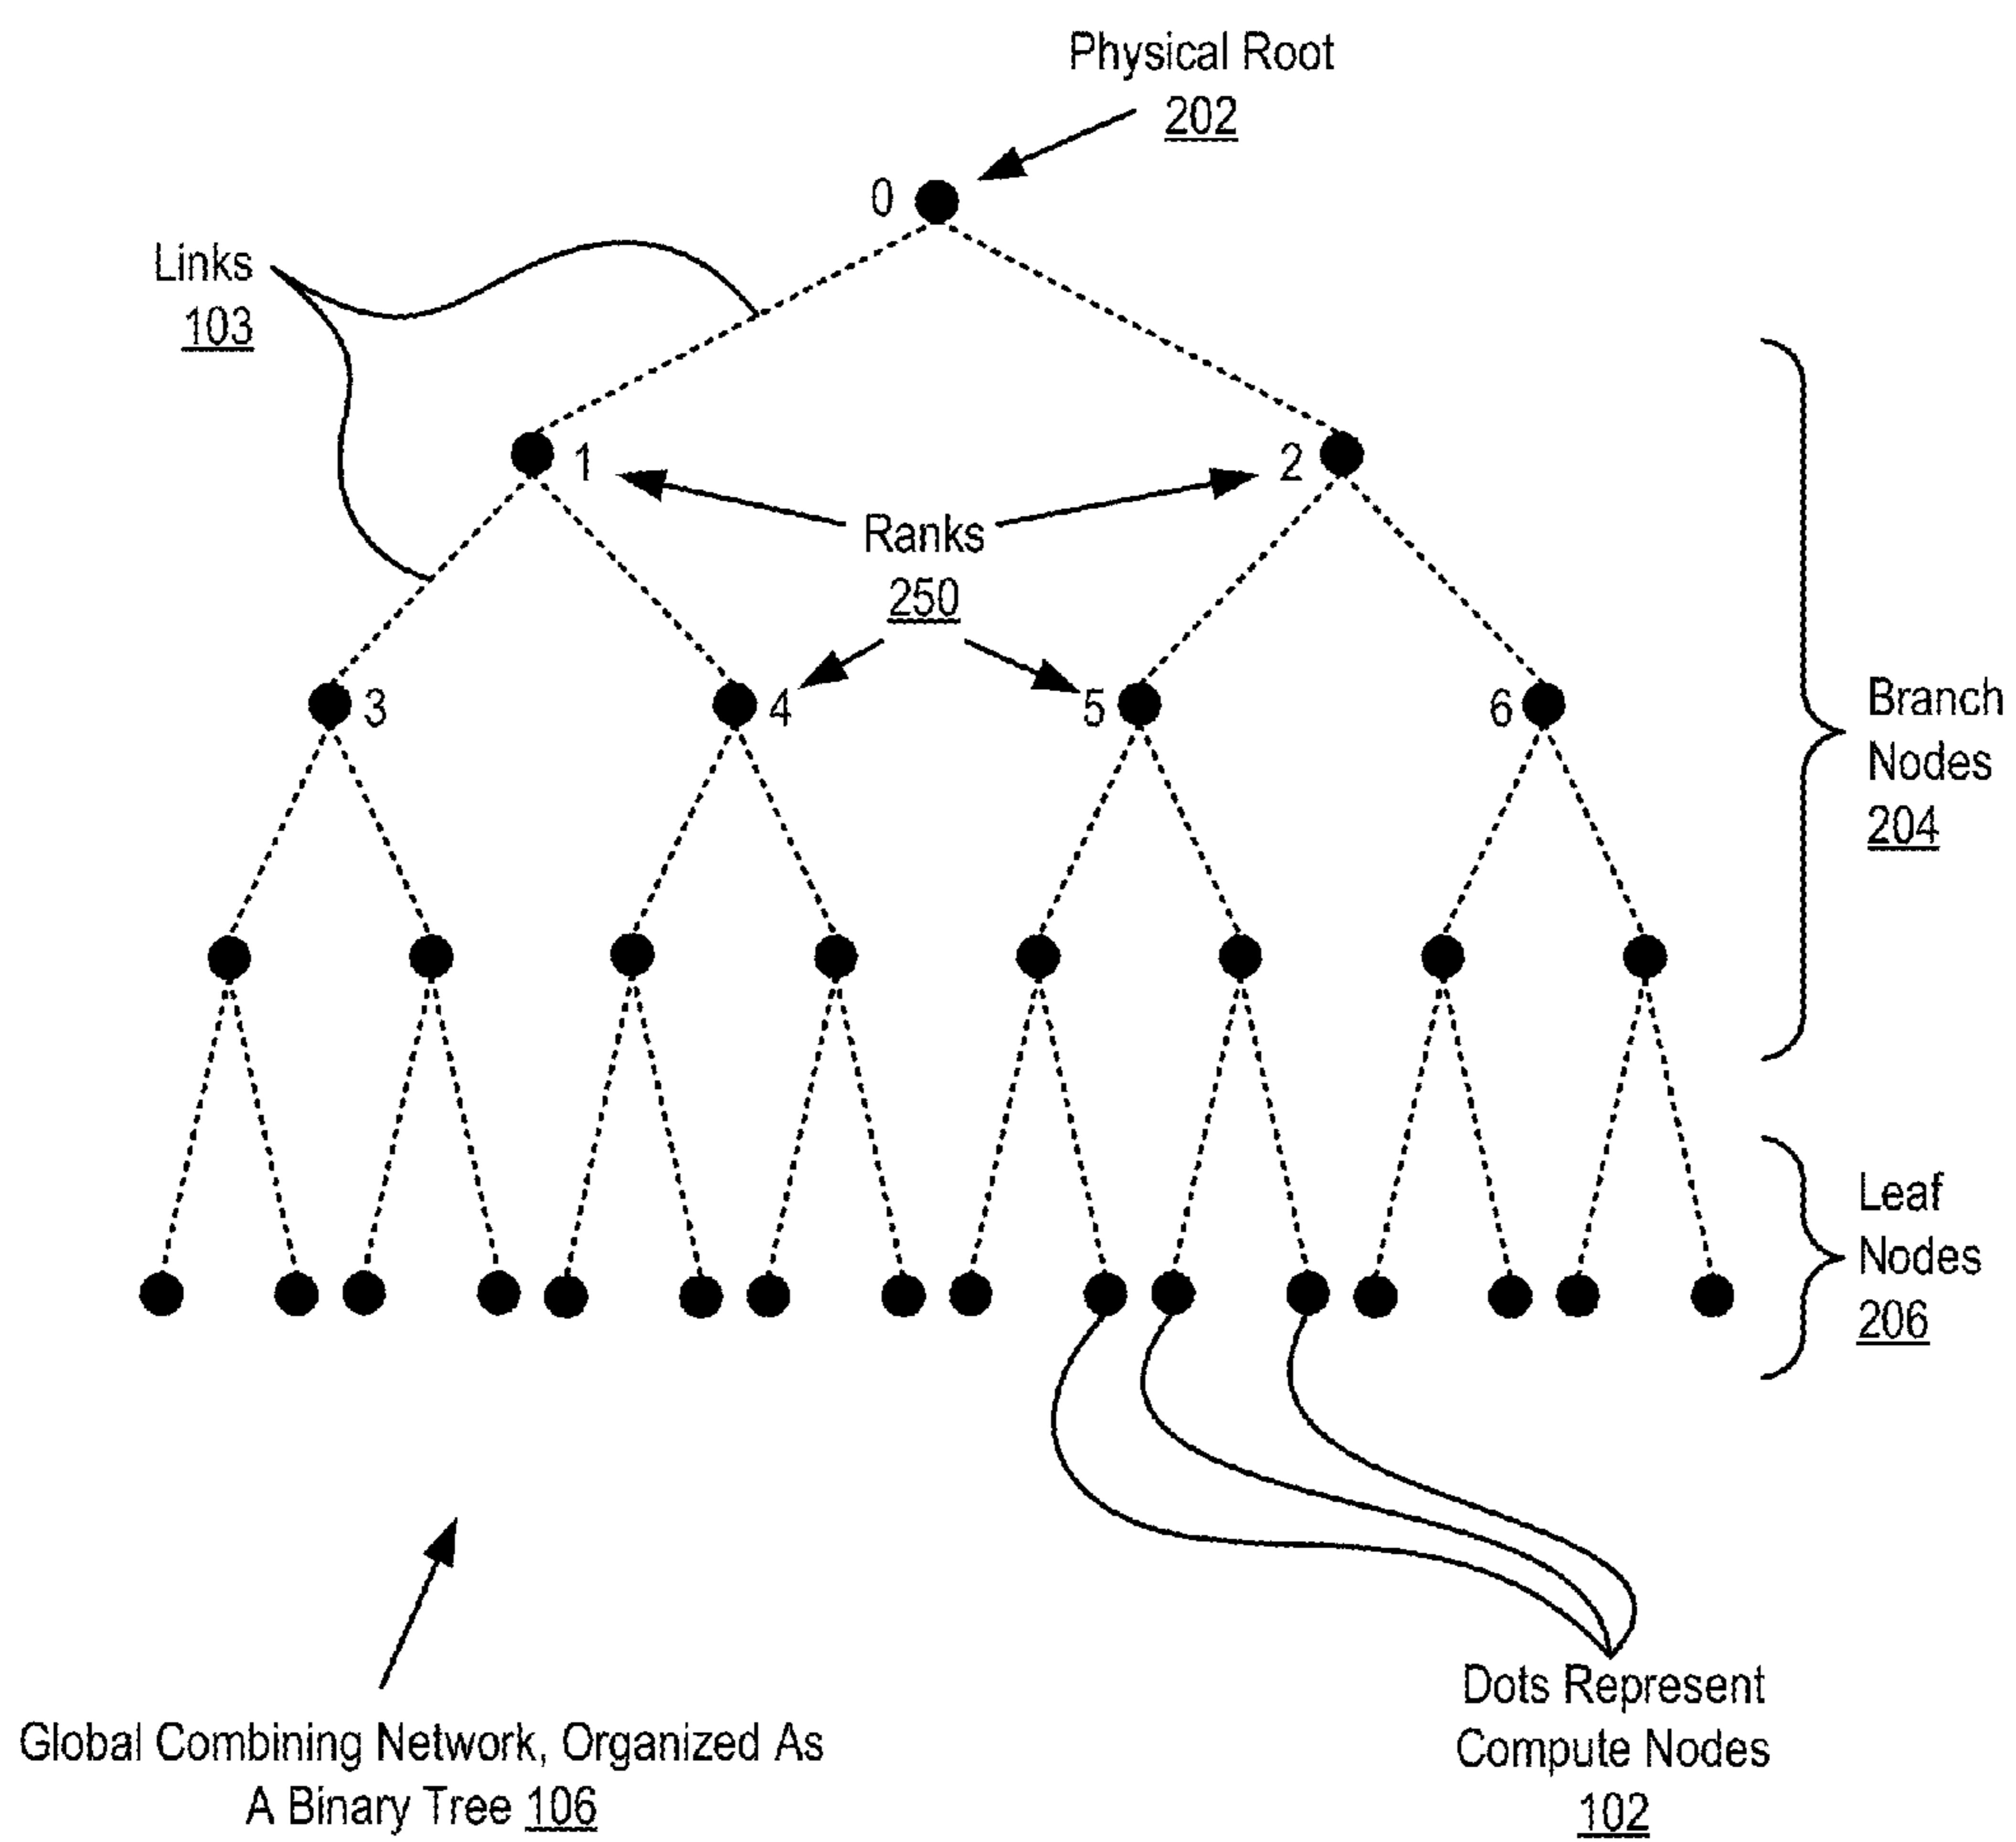 Physical Root
202
0
Links
103
1
2
Ranks
250
3
4
5
6
Branch
Nodes
204
Leaf
Nodes
206
Dots Represent
Compute Nodes
102
Global Combining Network, Organized As
A Binary Tree 106